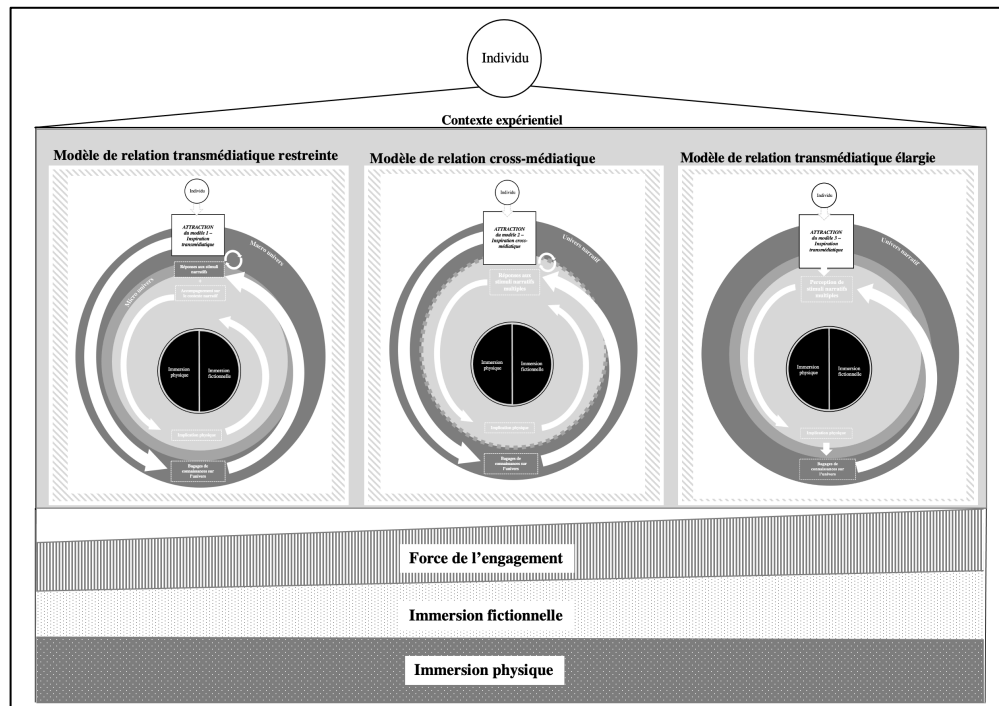 Individu
Contexte expérientiel
Modèle de relation transmédiatique restreinte
Individu
ATTRACTION
du modèle 1 –
Inspiration
transmédiatique
Macro univers
Réponse aux stimuli
narratifs
Micro univers
Immersion
physique
Immersion
fictionnelle
Implication physique
Bagages de
connaissances sur
l'univers
Modèle de relation cross-médiatique
Individu
ATTRACTION
du modèle 2 –
Inspiration cross-
médiatique
Univers narratif
Réponse aux
stimuli narratifs
multiples
Immersion
physique
Immersion
fictionnelle
Implication physique
Bagages de
connaissances sur
l'univers
Modèle de relation transmédiatique élargie
Individu
ATTRACTION
du modèle 3 –
Inspiration
transmédiatique
Univers narratif
Perception de
stimuli narratifs
multiples
Immersion
physique
Immersion
fictionnelle
Implication physique
Bagages de
connaissances sur
l'univers
Force de l'engagement
Immersion fictionnelle
Immersion physique